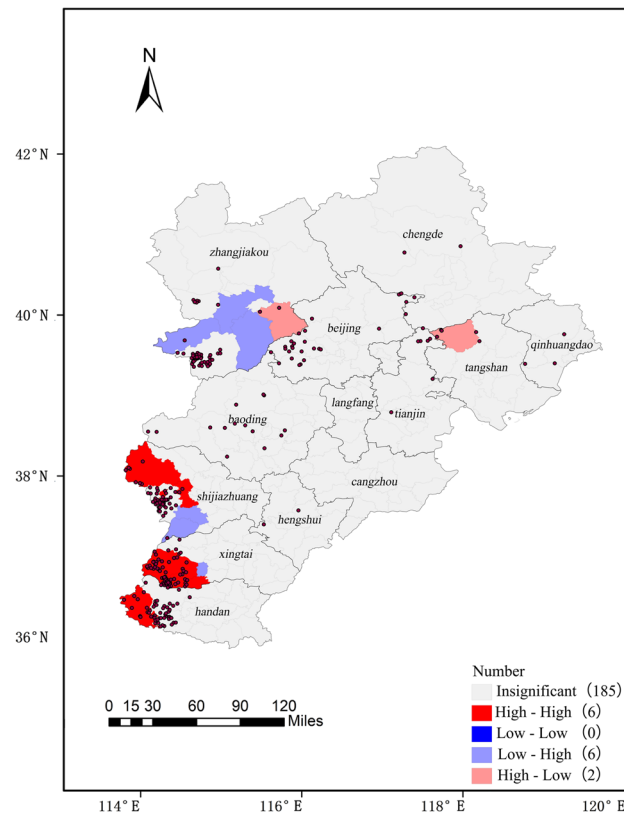 N
42°N
40°N
38°N
36°N
chengde
zhangjiakou
beijing
qinhuangdao
tangshan
langfang
tianjin
baoding
cangzhou
shijiazhuang
hengshui
xingtai
handan
0 15 30 60 90 120
Miles
Number
Insignificant (185)
High - High (6)
Low - Low (0)
Low - High (6)
High - Low (2)
114°E 116°E 118°E 120°E